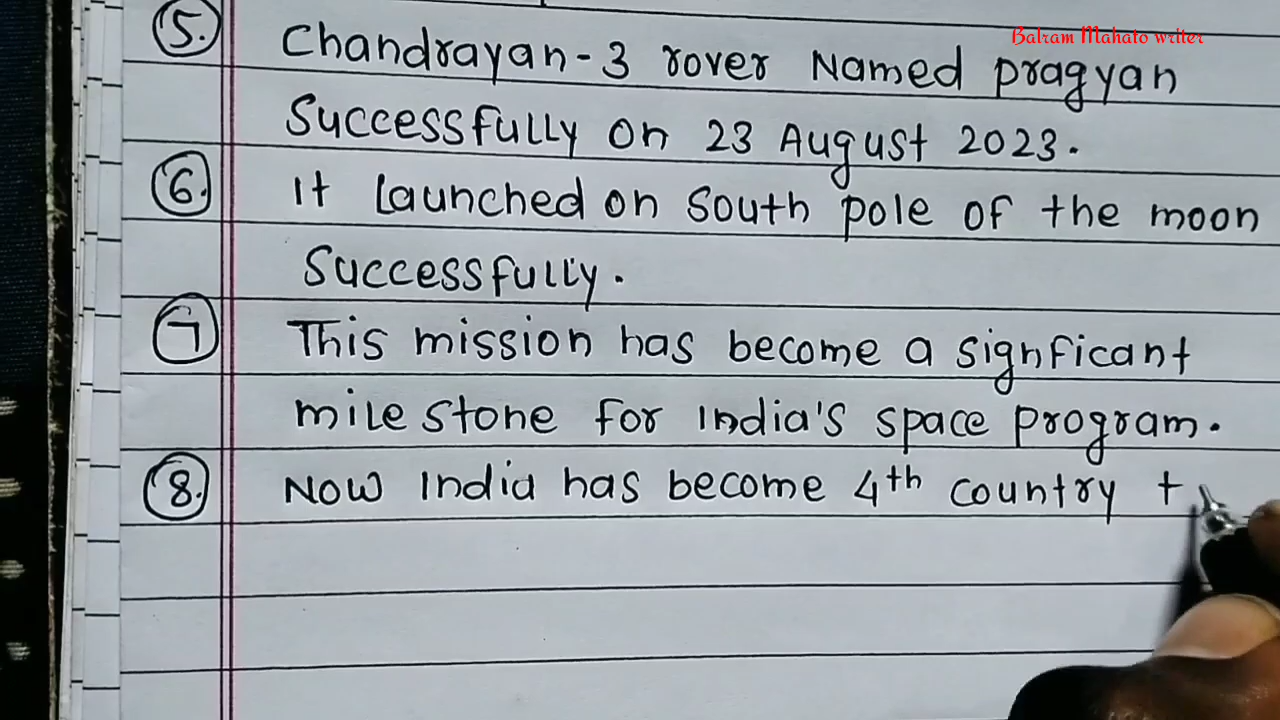 Balram Mahato writer
5. Chandrayan-3 rover Named pragyan
Successfully on 23 August 2023.
6. It launched on south pole of the moon
Successfully.
7 This mission has become a signficant
mile stone for India's space program.
8. Now India has become 4th country t